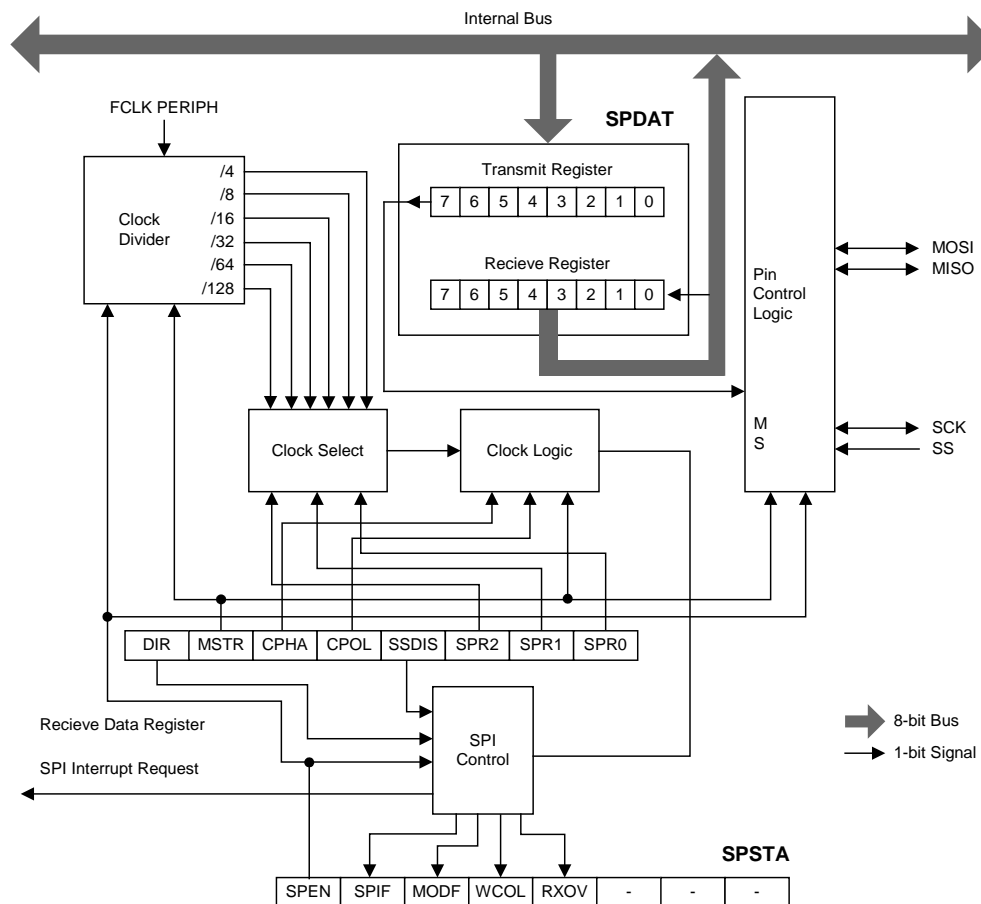 Internal Bus
FCLK PERIPH
SPDAT
Clock
Divider
/4
/8
/16
/32
/64
/128
Transmit Register
7 6 5 4 3 2 1 0
Recieve Register
7 6 5 4 3 2 1 0
Pin
Control
Logic
M
S
MOSI
MISO
SCK
SS
Clock Select
Clock Logic
DIR MSTR CPHA CPOL SSDIS SPR2 SPR1 SPR0
Recieve Data Register
SPI Interrupt Request
SPI
Control
8-bit Bus
1-bit Signal
SPSTA
SPEN SPIF MODF WCOL RXOV - - -